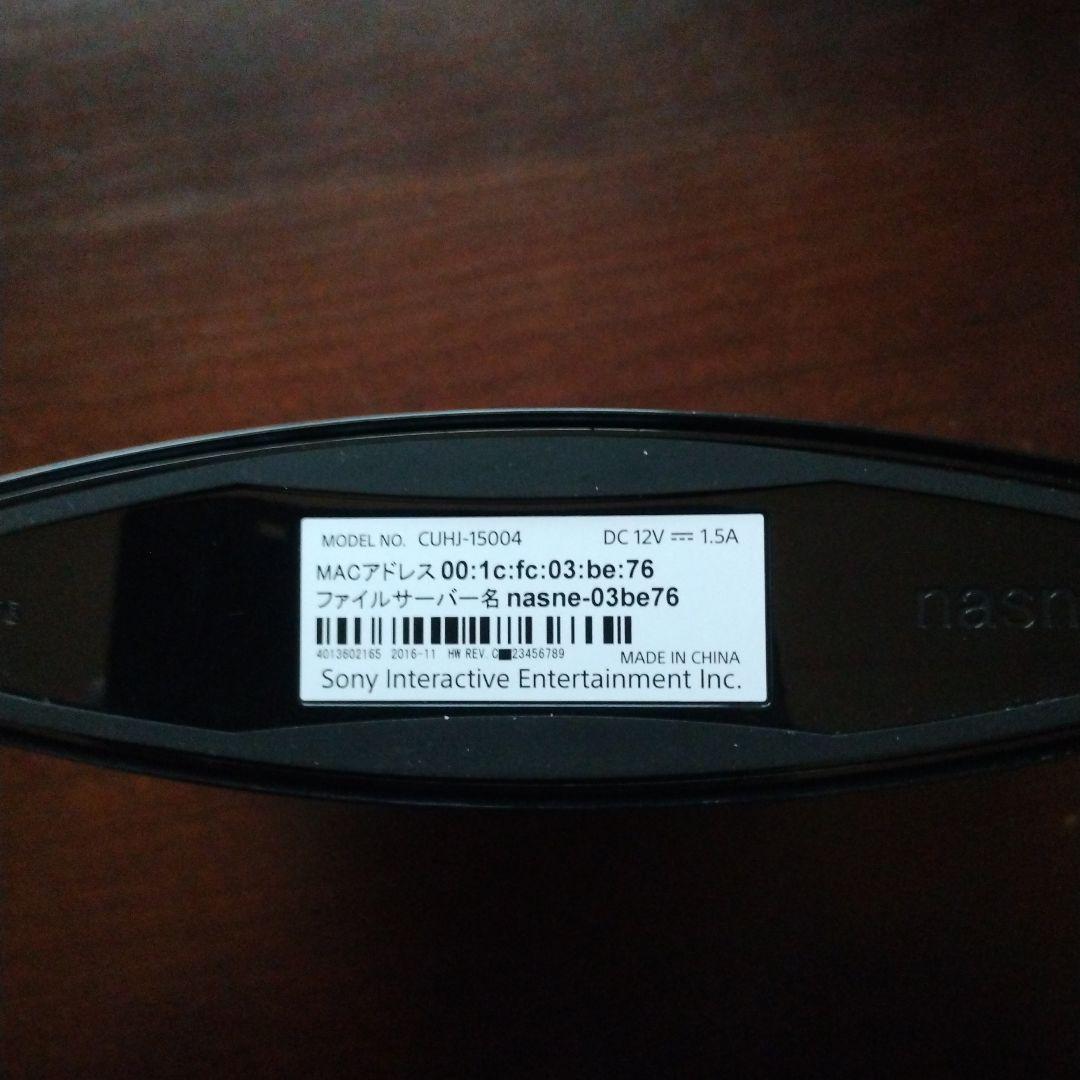 MODEL NO. CUHJ-15004 DC 12V ⎓ 1.5A
MACアドレス 00:1c:fc:03:be:76
ファイルサーバー名 nasne-03be76
4013602165 2016-11 HW REV. C■23456789
MADE IN CHINA
Sony Interactive Entertainment Inc.
nasn